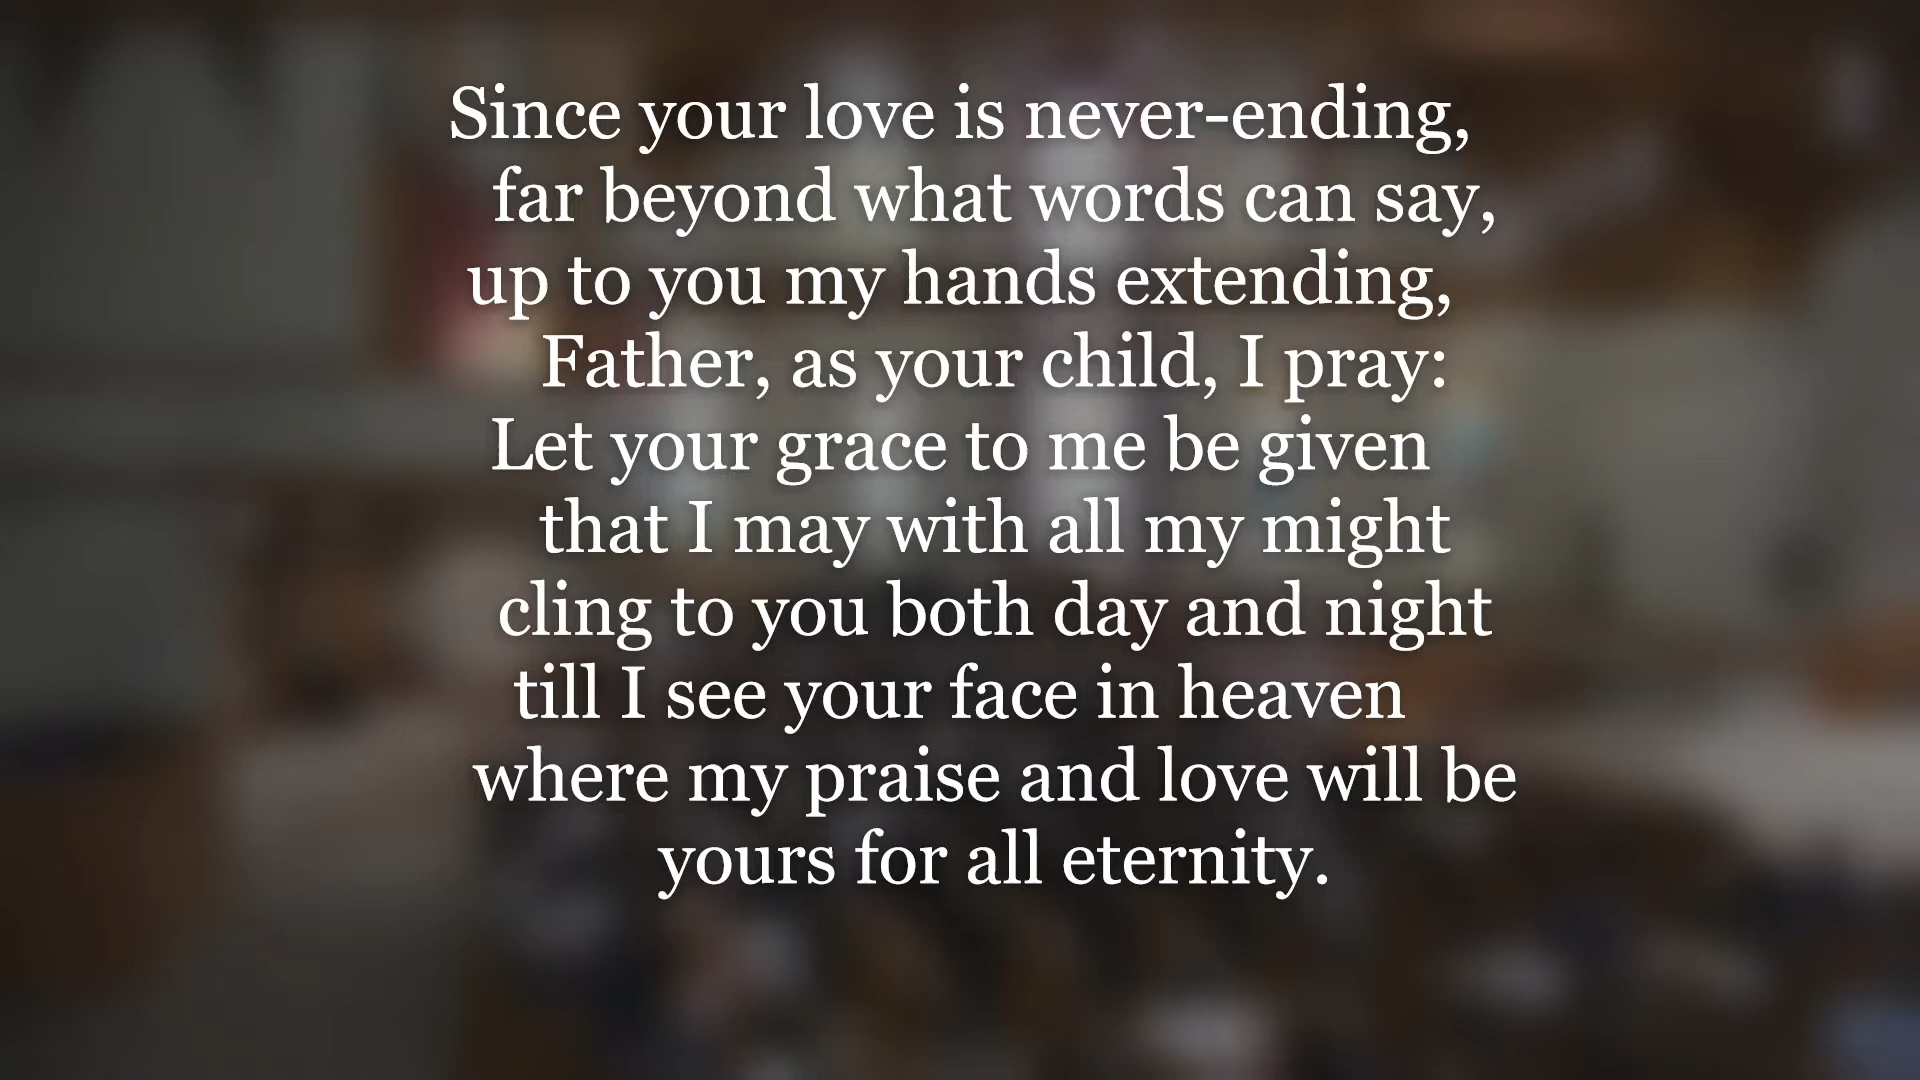 Since your love is never-ending,
far beyond what words can say,
up to you my hands extending,
Father, as your child, I pray:
Let your grace to me be given
that I may with all my might
cling to you both day and night
till I see your face in heaven
where my praise and love will be
yours for all eternity.